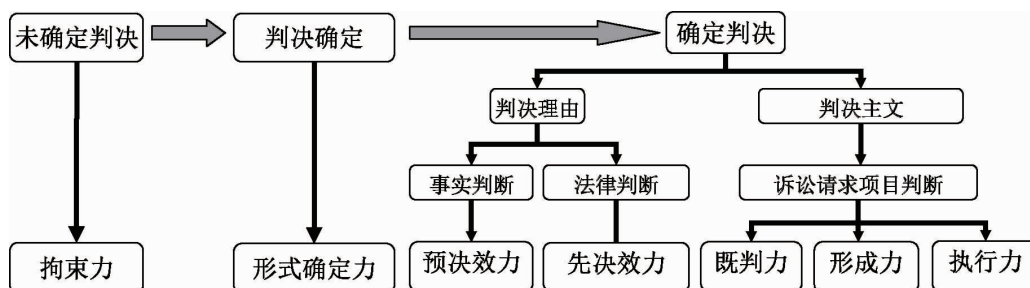 未确定判决
判决确定
确定判决
判决理由
判决主文
事实判断
法律判断
诉讼请求项目判断
拘束力
形式确定力
预决效力
先决效力
既判力
形成力
执行力